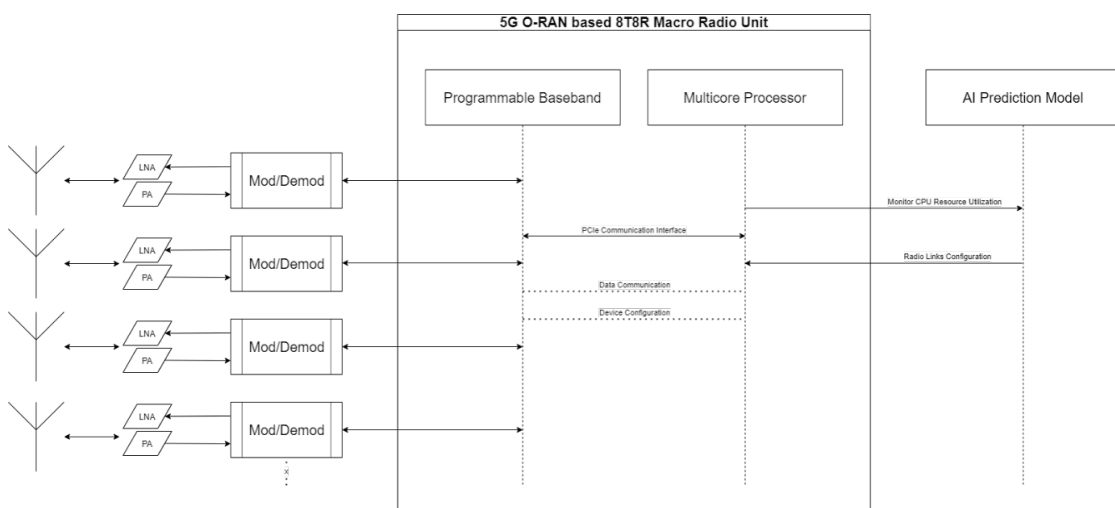 5G O-RAN based 8T8R Macro Radio Unit
Programmable Baseband
Multicore Processor
AI Prediction Model
LNA
PA
Mod/Demod
Monitor CPU Resource Utilization
PCIe Communication Interface
LNA
PA
Mod/Demod
Radio Links Configuration
Data Communication
Device Configuration
LNA
PA
Mod/Demod
LNA
PA
Mod/Demod
x